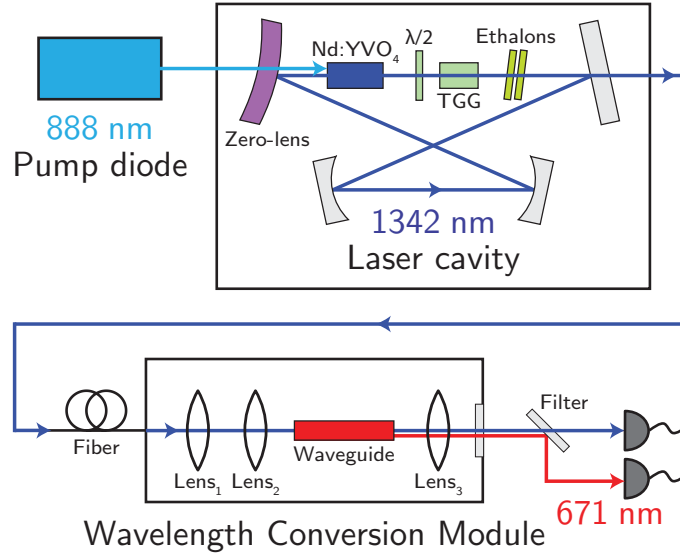 Nd:YVO4
λ/2
Ethalons
TGG
888 nm
Pump diode
Zero-lens
1342 nm
Laser cavity
Fiber
Lens1
Lens2
Waveguide
Lens3
Filter
671 nm
Wavelength Conversion Module